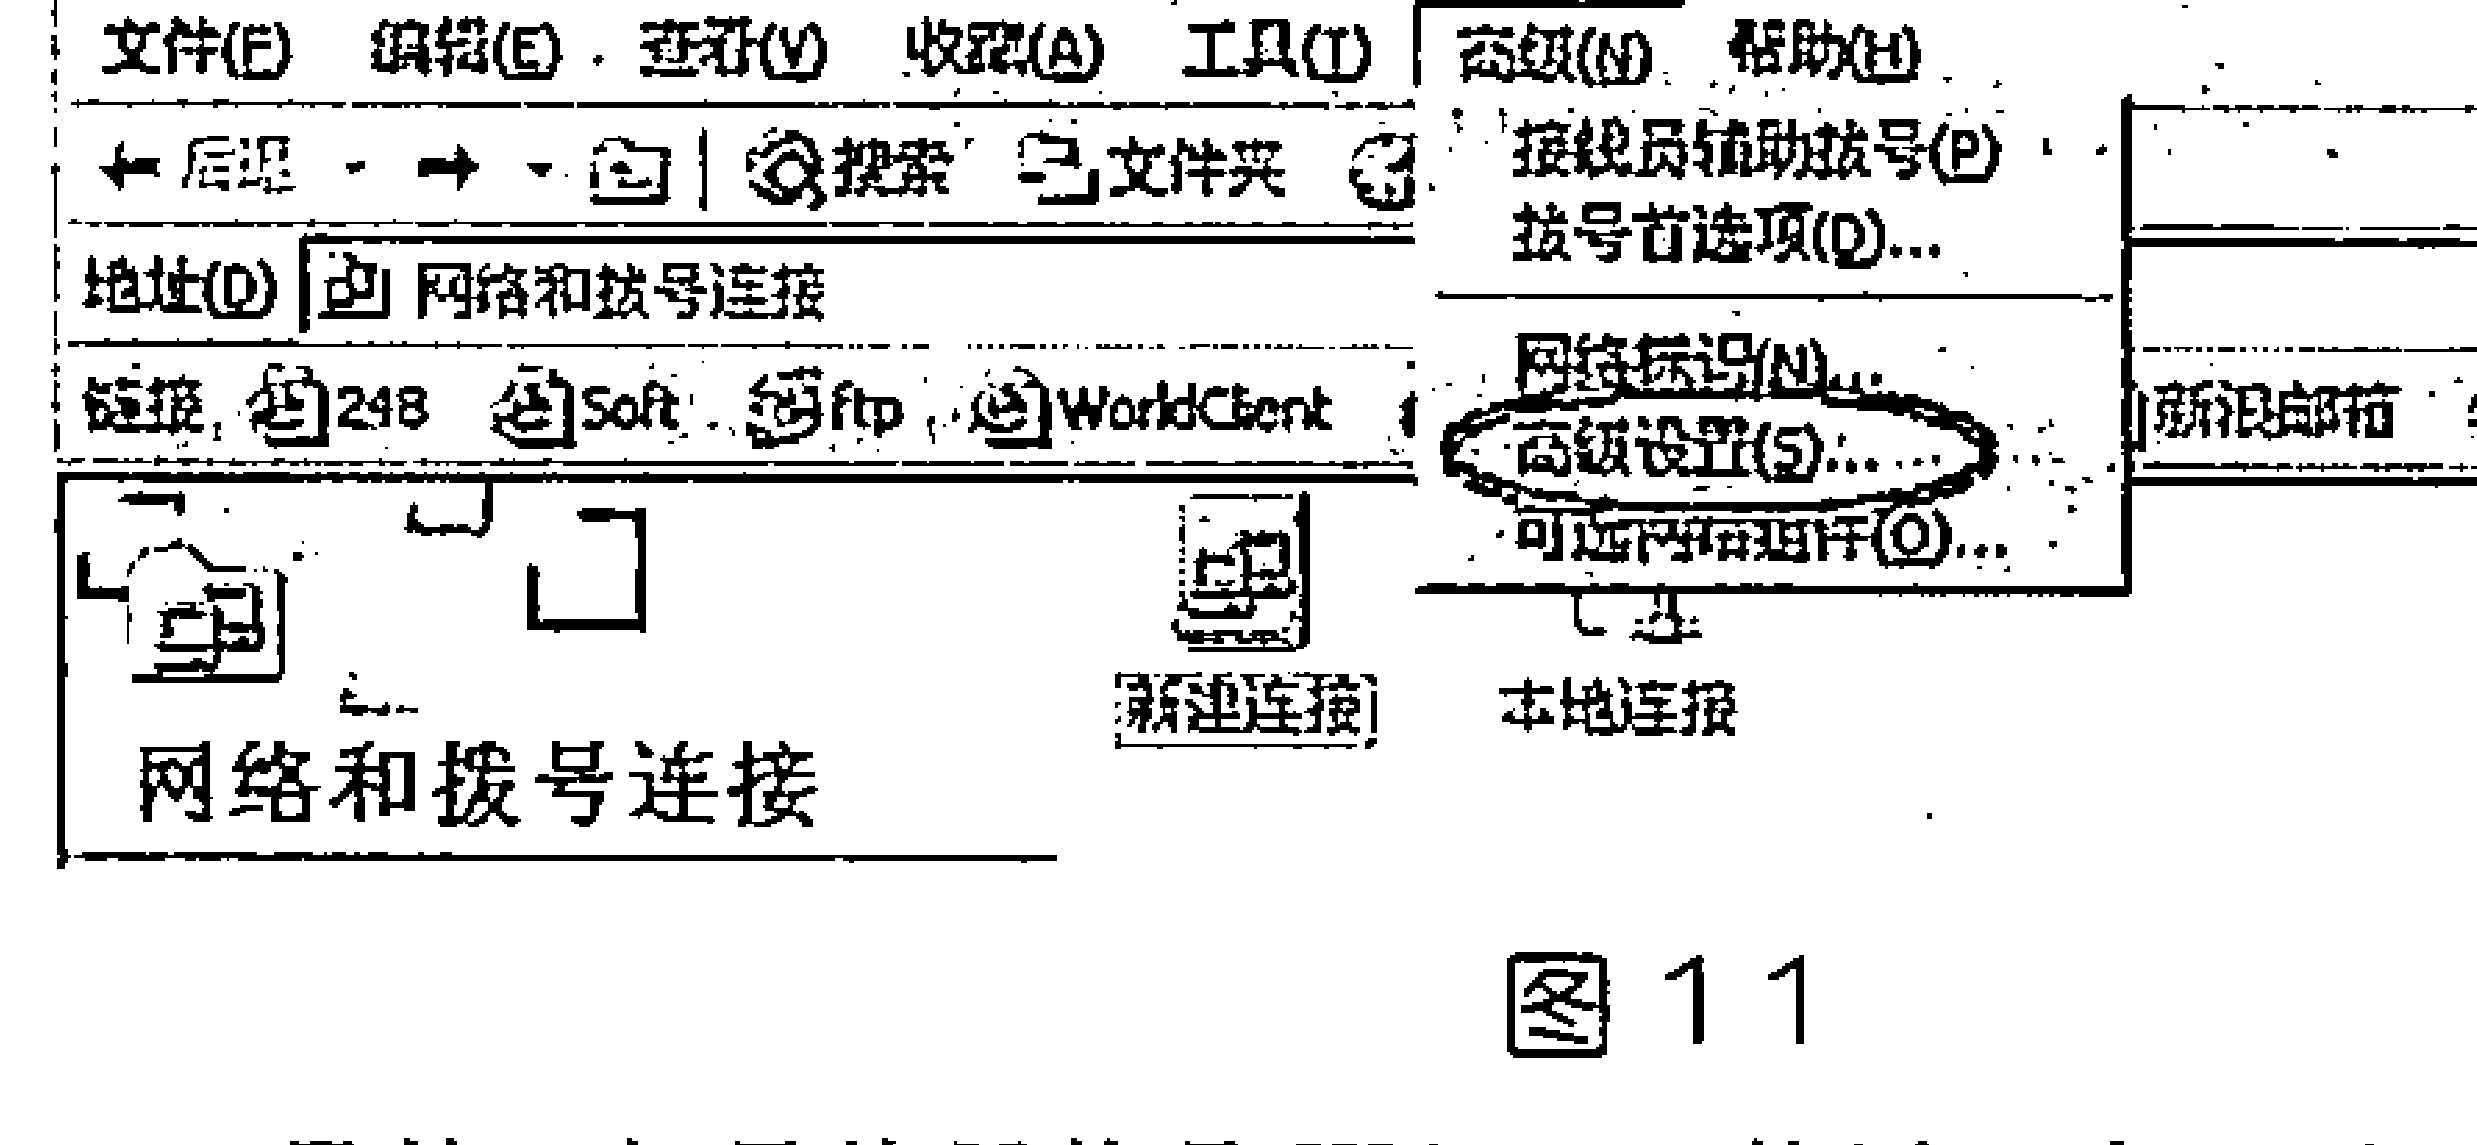 文件(F) 编辑(E) 查看(V) 收藏(A) 工具(T) 高级(N) 帮助(H)
后退 搜索 文件夹
接线员辅助拨号(P)
拨号首选项(D)...
地址(D) 网络和拨号连接
网络标识(N)...
链接 248 Soft ftp WorldClient 新浪邮箱
高级设置(S)...
可选网络组件(O)...
新建连接 本地连接
网络和拨号连接
图 11